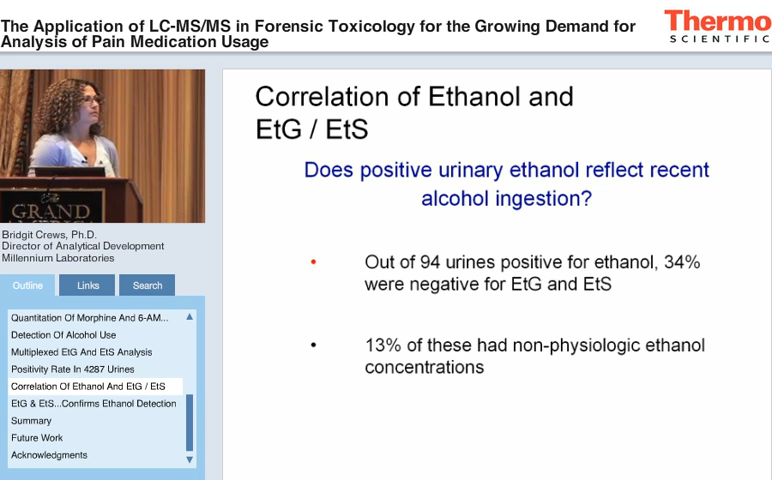 The Application of LC-MS/MS in Forensic Toxicology for the Growing Demand for
Analysis of Pain Medication Usage
Thermo
SCIENTIFIC
GRAND
Bridgit Crews, Ph.D.
Director of Analytical Development
Millennium Laboratories
Outline
Links
Search
Quantitation Of Morphine And 6-AM...
Detection Of Alcohol Use
Multiplexed EtG And EtS Analysis
Positivity Rate In 4287 Urines
Correlation Of Ethanol And EtG / EtS
EtG & EtS...Confirms Ethanol Detection
Summary
Future Work
Acknowledgments
Correlation of Ethanol and
EtG / EtS
Does positive urinary ethanol reflect recent
alcohol ingestion?
• Out of 94 urines positive for ethanol, 34%
were negative for EtG and EtS
• 13% of these had non-physiologic ethanol
concentrations